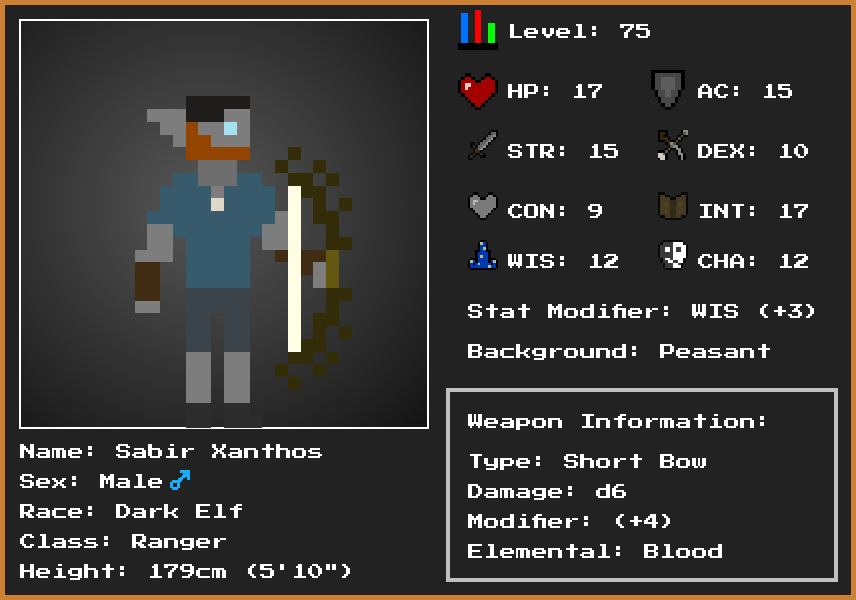 Level: 75
HP: 17
AC: 15
STR: 15
DEX: 10
CON: 9
INT: 17
WIS: 12
CHA: 12
Stat Modifier: WIS (+3)
Background: Peasant
Name: Sabir Xanthos
Sex: Male♂
Race: Dark Elf
Class: Ranger
Height: 179cm (5'10")
Weapon Information:
Type: Short Bow
Damage: d6
Modifier: (+4)
Elemental: Blood